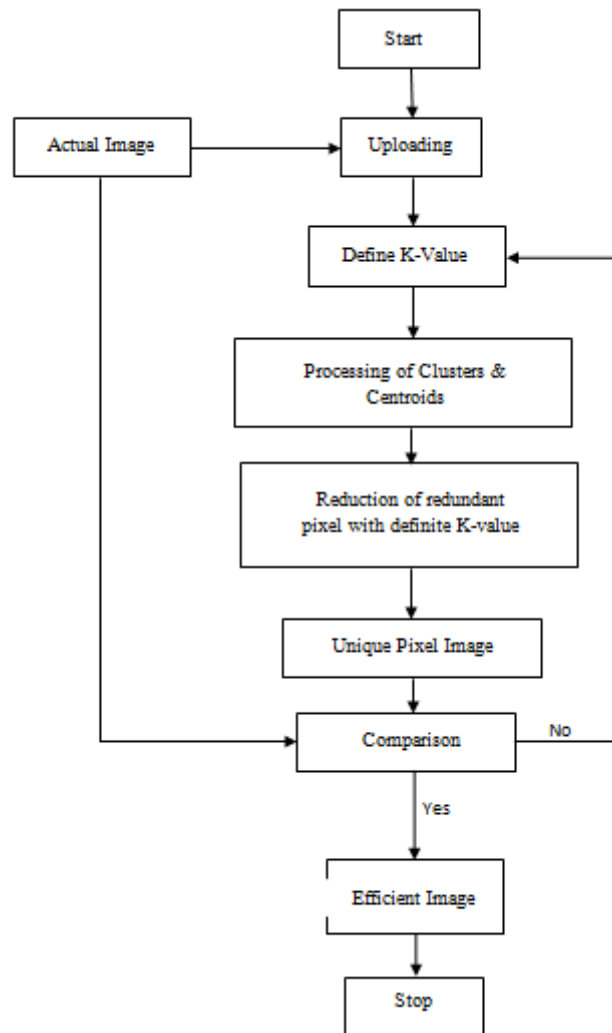 Start
Actual Image
Uploading
Define K-Value
Processing of Clusters &
Centroids
Reduction of redundant
pixel with definite K-value
Unique Pixel Image
Comparison
No
Yes
Efficient Image
Stop